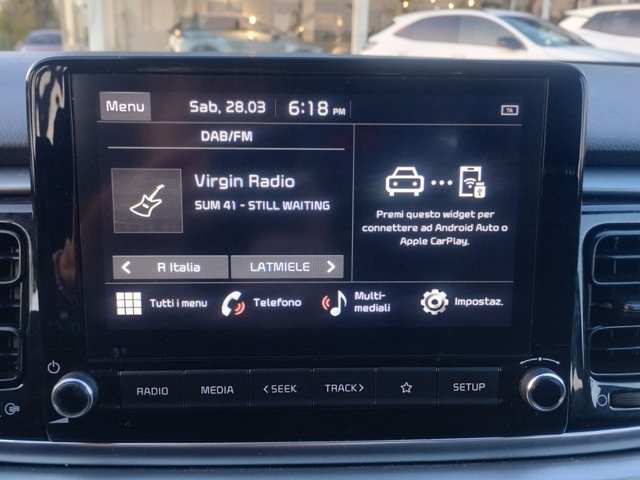 Menu
Sab, 28.03
6:18 PM
TA
DAB/FM
Virgin Radio
SUM 41 - STILL WAITING
R Italia
LATMIELE
Premi questo widget per
connettere ad Android Auto o
Apple CarPlay.
Tutti i menu
Telefono
Multi-
mediali
Impostaz.
RADIO
MEDIA
<SEEK
TRACK>
SETUP